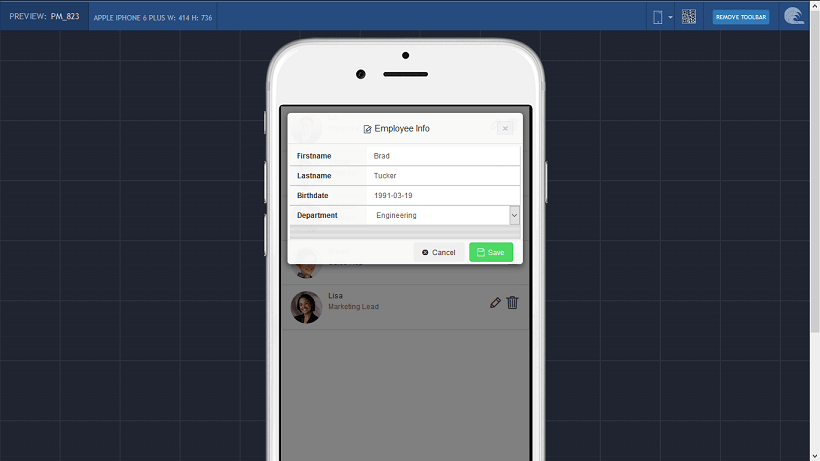 PREVIEW: PM_823
APPLE IPHONE 6 PLUS W: 414 H: 736
REMOVE TOOLBAR
Employee Info
Firstname Brad
Lastname Tucker
Birthdate 1991-03-19
Department Engineering
Cancel Save
Lisa
Marketing Lead